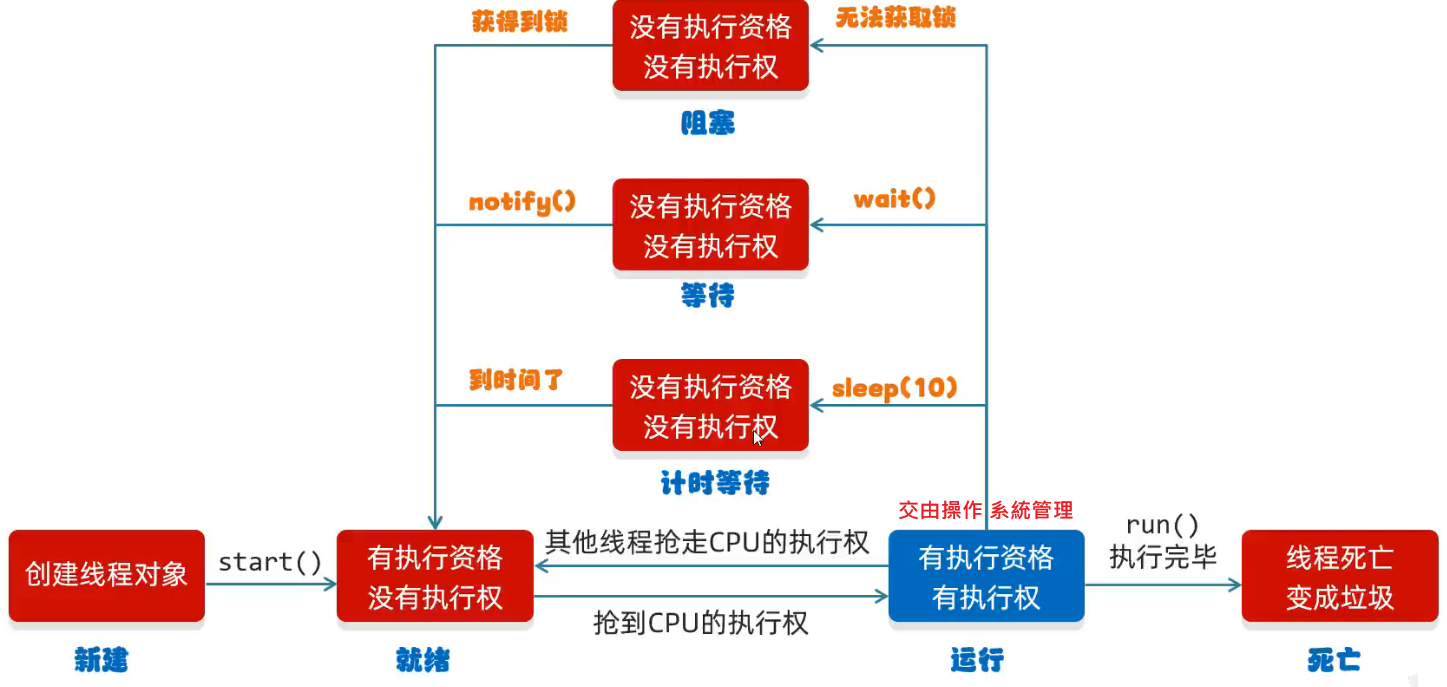 获得到锁
没有执行资格
没有执行权
无法获取锁
阻塞
notify()
没有执行资格
没有执行权
wait()
等待
到时间了
没有执行资格
没有执行权
sleep(10)
计时等待
交由操作 系統管理
创建线程对象
start()
有执行资格
没有执行权
其他线程抢走CPU的执行权
抢到CPU的执行权
有执行资格
有执行权
run()
执行完毕
线程死亡
变成垃圾
新建
就绪
运行
死亡